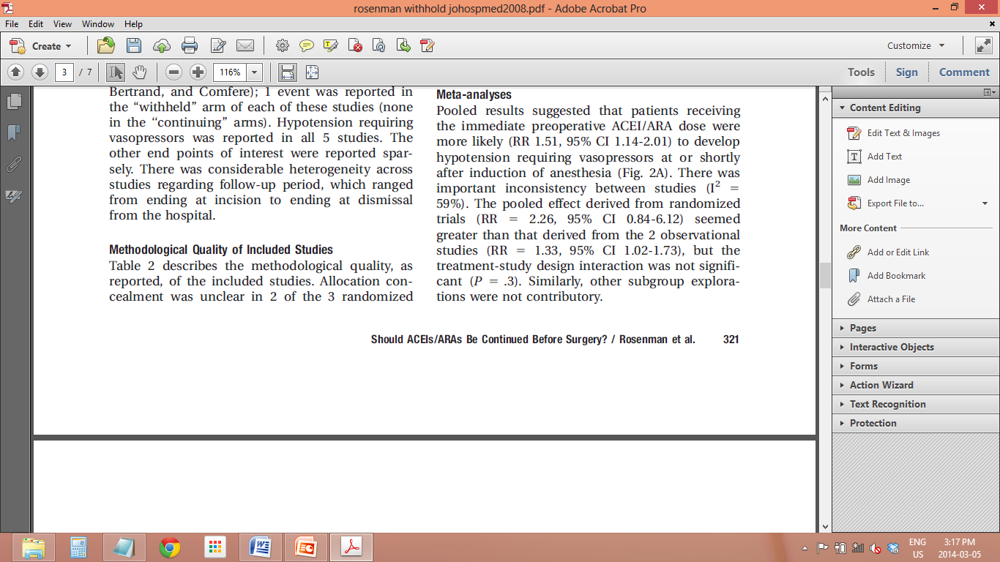 rosenman withhold johospmed2008.pdf - Adobe Acrobat Pro
File Edit View Window Help
Create
Customize
3 / 7
116%
Tools Sign Comment
Bertrand, and Comfere); 1 event was reported in
the “withheld” arm of each of these studies (none
in the ‘‘continuing” arms). Hypotension requiring
vasopressors was reported in all 5 studies. The
other end points of interest were reported spar-
sely. There was considerable heterogeneity across
studies regarding follow-up period, which ranged
from ending at incision to ending at dismissal
from the hospital.
Methodological Quality of Included Studies
Table 2 describes the methodological quality, as
reported, of the included studies. Allocation con-
cealment was unclear in 2 of the 3 randomized
Meta-analyses
Pooled results suggested that patients receiving
the immediate preoperative ACEI/ARA dose were
more likely (RR 1.51, 95% CI 1.14-2.01) to develop
hypotension requiring vasopressors at or shortly
after induction of anesthesia (Fig. 2A). There was
important inconsistency between studies (I² =
59%). The pooled effect derived from randomized
trials (RR = 2.26, 95% CI 0.84-6.12) seemed
greater than that derived from the 2 observational
studies (RR = 1.33, 95% CI 1.02-1.73), but the
treatment-study design interaction was not signifi-
cant (P = .3). Similarly, other subgroup explora-
tions were not contributory.
Should ACEIs/ARAs Be Continued Before Surgery? / Rosenman et al. 321
Content Editing
Edit Text & Images
Add Text
Add Image
Export File to...
More Content
Add or Edit Link
Add Bookmark
Attach a File
Pages
Interactive Objects
Forms
Action Wizard
Text Recognition
Protection
ENG
US
3:17 PM
2014-03-05